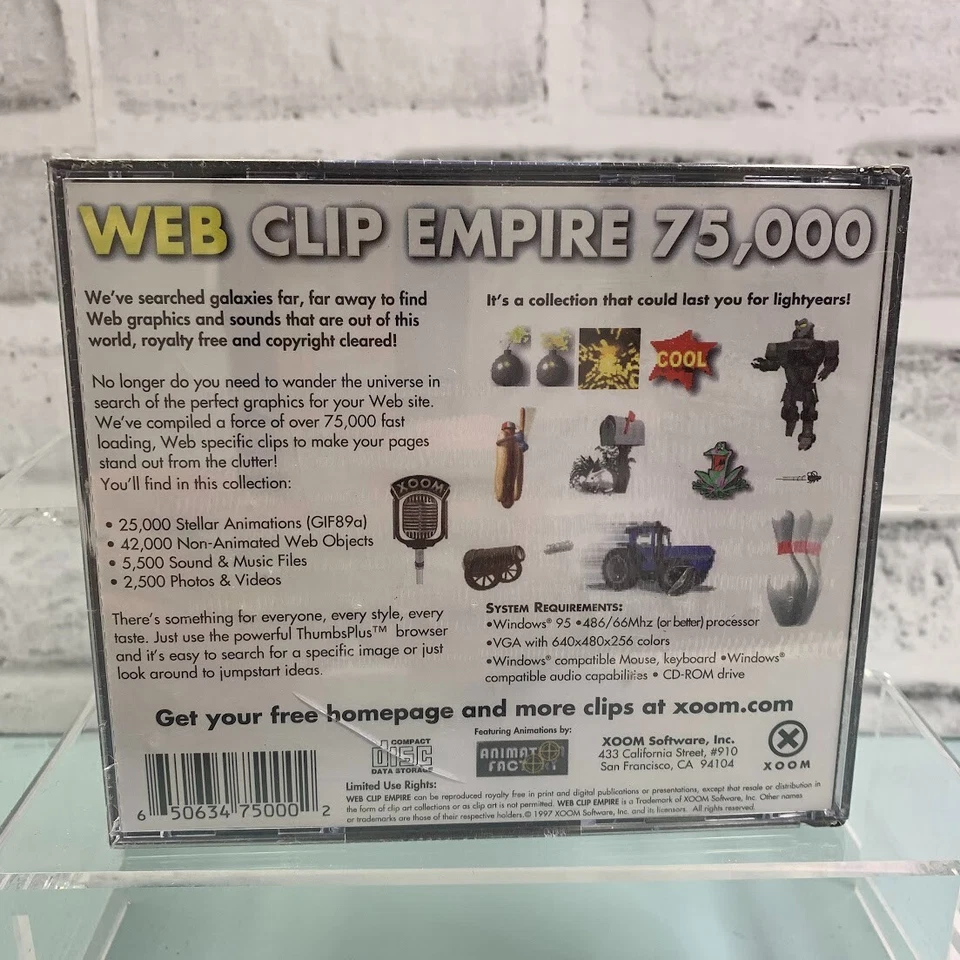 WEB CLIP EMPIRE 75,000
We've searched galaxies far, far away to find
Web graphics and sounds that are out of this
world, royalty free and copyright cleared!
No longer do you need to wander the universe in
search of the perfect graphics for your Web site.
We've compiled a force of over 75,000 fast
loading, Web specific clips to make your pages
stand out from the clutter!
You'll find in this collection:
• 25,000 Stellar Animations (GIF89a)
• 42,000 Non-Animated Web Objects
• 5,500 Sound & Music Files
• 2,500 Photos & Videos
XOOM
There's something for everyone, every style, every
taste. Just use the powerful ThumbsPlus™ browser
and it's easy to search for a specific image or just
look around to jumpstart ideas.
It's a collection that could last you for lightyears!
COOL
SYSTEM REQUIREMENTS:
•Windows® 95 •486/66Mhz (or better) processor
•VGA with 640x480x256 colors
•Windows® compatible Mouse, keyboard •Windows®
compatible audio capabilities • CD-ROM drive
Get your free homepage and more clips at xoom.com
6 50634 75000 2
COMPACT
disc
DATA STORAGE
Featuring Animations by:
ANIMATION
FACTORY
XOOM Software, Inc.
433 California Street, #910
San Francisco, CA 94104
XOOM
Limited Use Rights:
WEB CLIP EMPIRE can be reproduced royalty free in print and digital publications or presentations, except that resale or distribution in
the form of clip art collections or as clip art is not permitted. WEB CLIP EMPIRE is a Trademark of XOOM Software, Inc. Other names
or trademarks are those of their respective holders. © 1997 XOOM Software, Inc. and its licensors. All rights reserved.